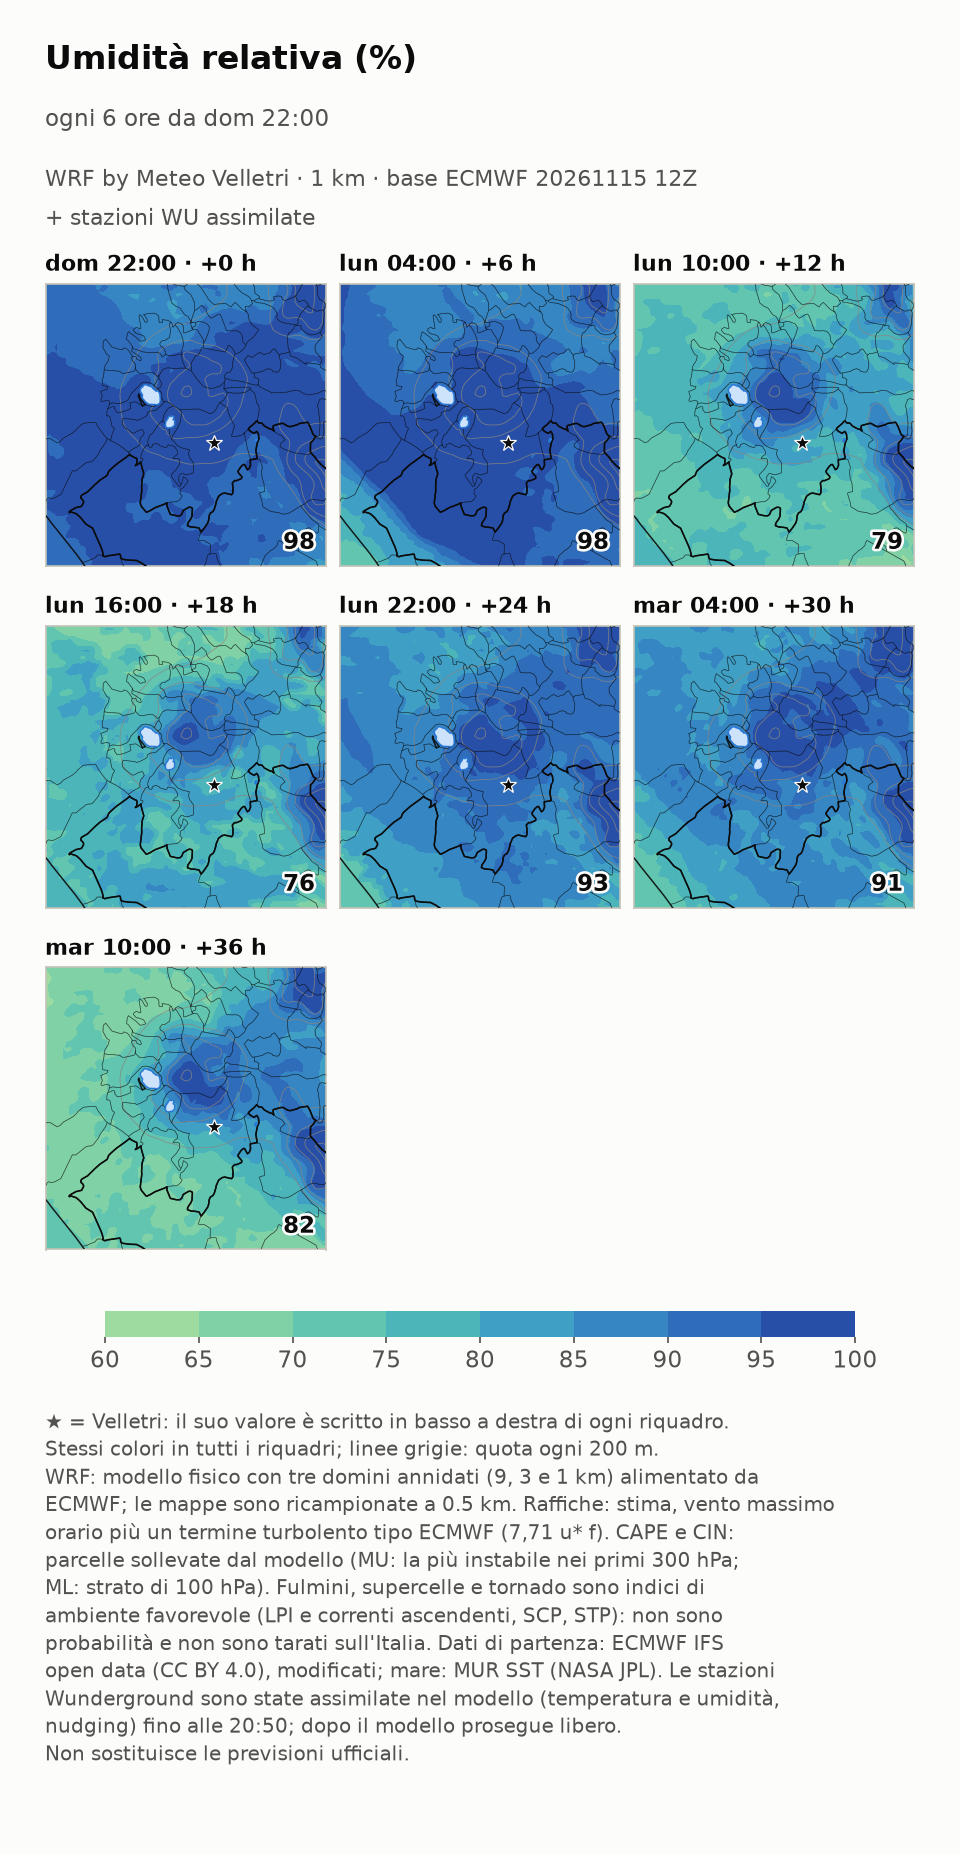 Umidità relativa (%)
ogni 6 ore da dom 22:00
WRF by Meteo Velletri · 1 km · base ECMWF 20261115 12Z
+ stazioni WU assimilate
dom 22:00 · +0 h
lun 04:00 · +6 h
lun 10:00 · +12 h
98
98
79
lun 16:00 · +18 h
lun 22:00 · +24 h
mar 04:00 · +30 h
76
93
91
mar 10:00 · +36 h
82
60 65 70 75 80 85 90 95 100
★ = Velletri: il suo valore è scritto in basso a destra di ogni riquadro.
Stessi colori in tutti i riquadri; linee grigie: quota ogni 200 m.
WRF: modello fisico con tre domini annidati (9, 3 e 1 km) alimentato da
ECMWF; le mappe sono ricampionate a 0.5 km. Raffiche: stima, vento massimo
orario più un termine turbolento tipo ECMWF (7,71 u* f). CAPE e CIN:
parcelle sollevate dal modello (MU: la più instabile nei primi 300 hPa;
ML: strato di 100 hPa). Fulmini, supercelle e tornado sono indici di
ambiente favorevole (LPI e correnti ascendenti, SCP, STP): non sono
probabilità e non sono tarati sull'Italia. Dati di partenza: ECMWF IFS
open data (CC BY 4.0), modificati; mare: MUR SST (NASA JPL). Le stazioni
Wunderground sono state assimilate nel modello (temperatura e umidità,
nudging) fino alle 20:50; dopo il modello prosegue libero.
Non sostituisce le previsioni ufficiali.